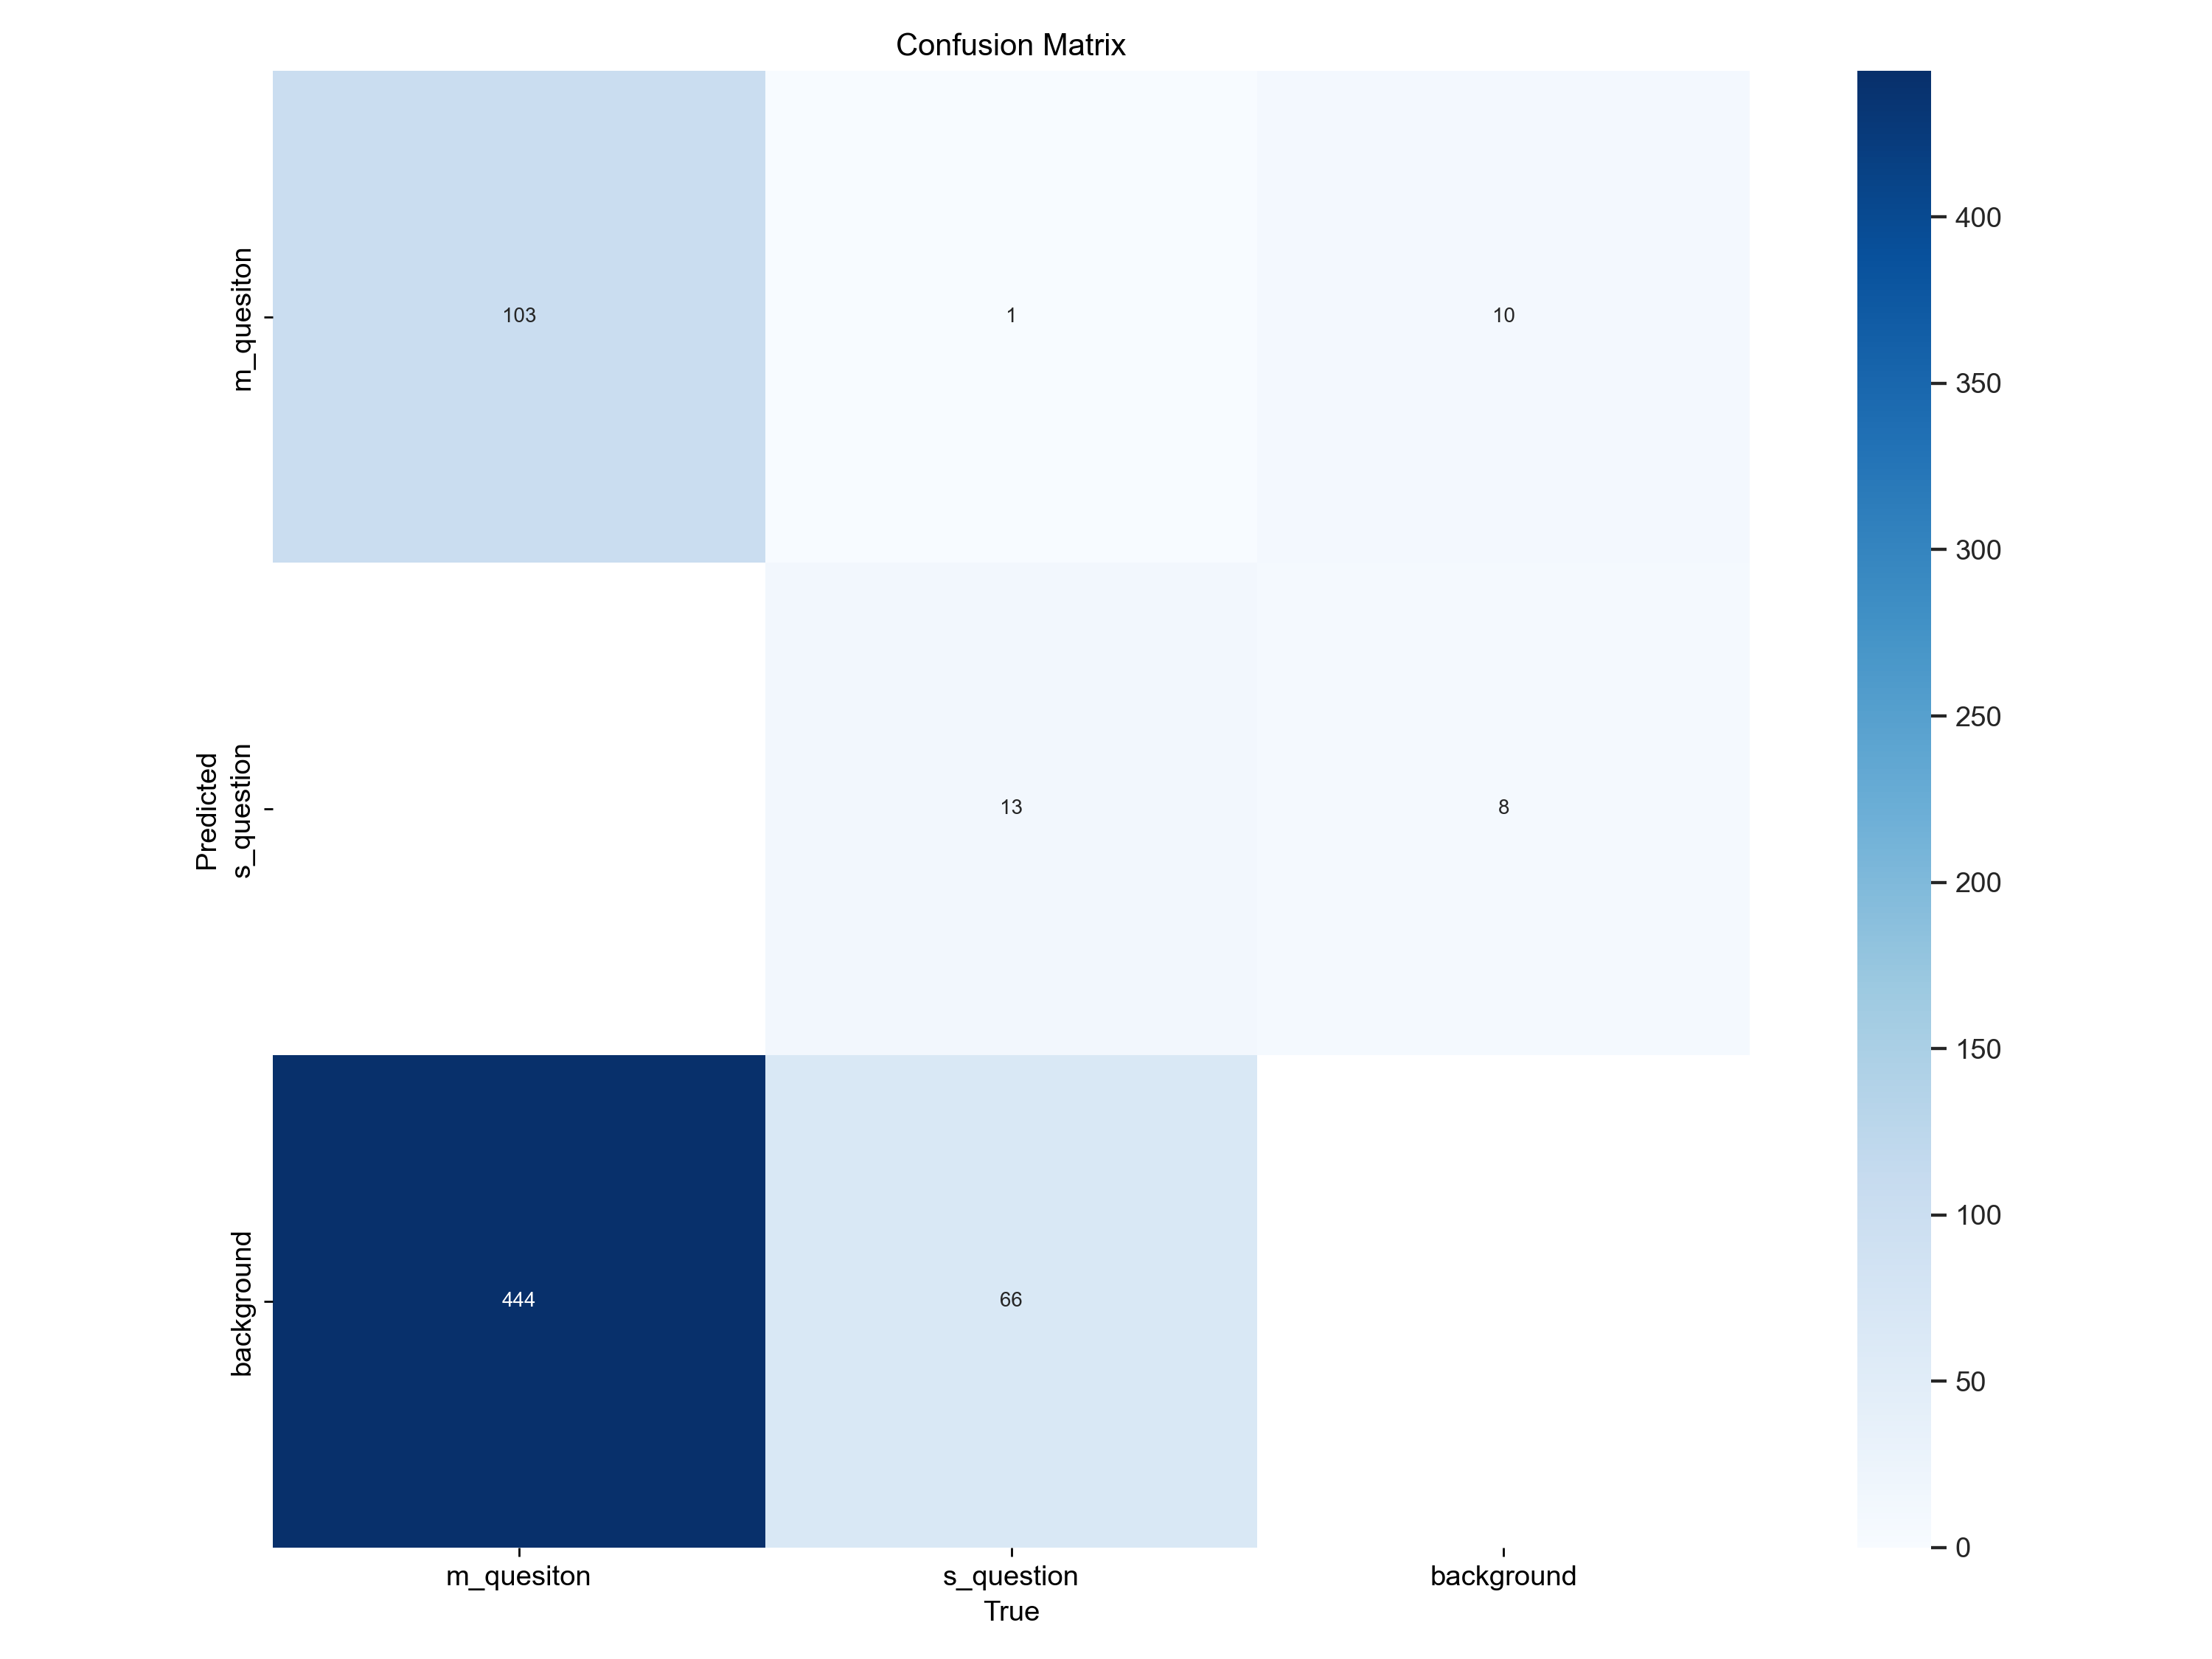 Confusion Matrix
m_quesiton
103
1
10
Predicted
s_question
13
8
background
444
66
m_quesiton
s_question
background
True
400
350
300
250
200
150
100
50
0